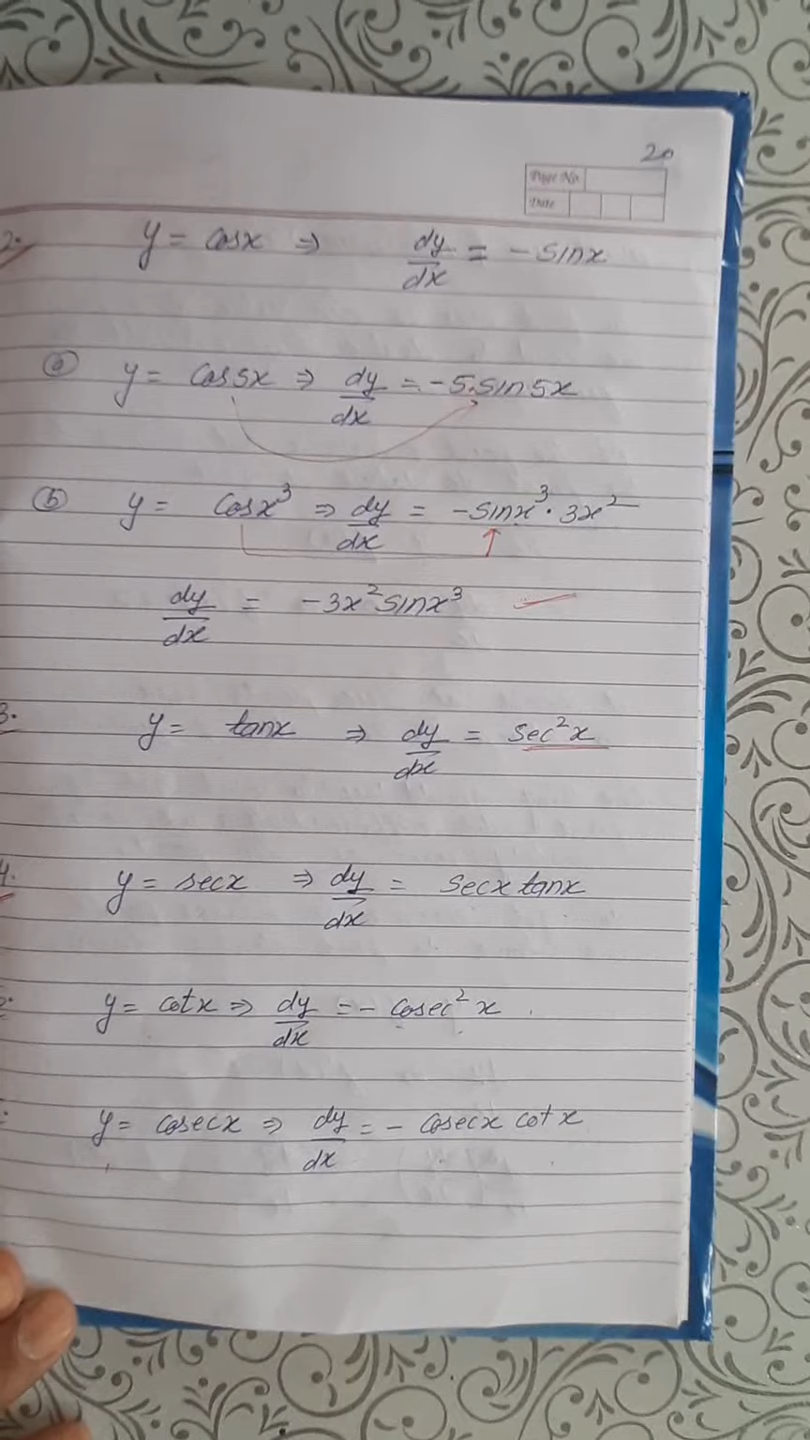 20
Page No.
Date
2. y = cosx ⇒ dy/dx = -sinx
(a) y = cos5x ⇒ dy/dx = -5.sin5x
(b) y = cosx³ ⇒ dy/dx = -sinx³. 3x²
dy/dx = -3x²sinx³
3. y = tanx ⇒ dy/dx = sec²x
4. y = secx ⇒ dy/dx = secx tanx
y = cotx ⇒ dy/dx = - cosec²x
y = cosecx ⇒ dy/dx = - cosecx cotx